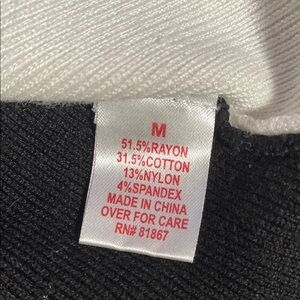 M
51.5%RAYON
31.5%COTTON
13%NYLON
4%SPANDEX
MADE IN CHINA
OVER FOR CARE
RN# 81867